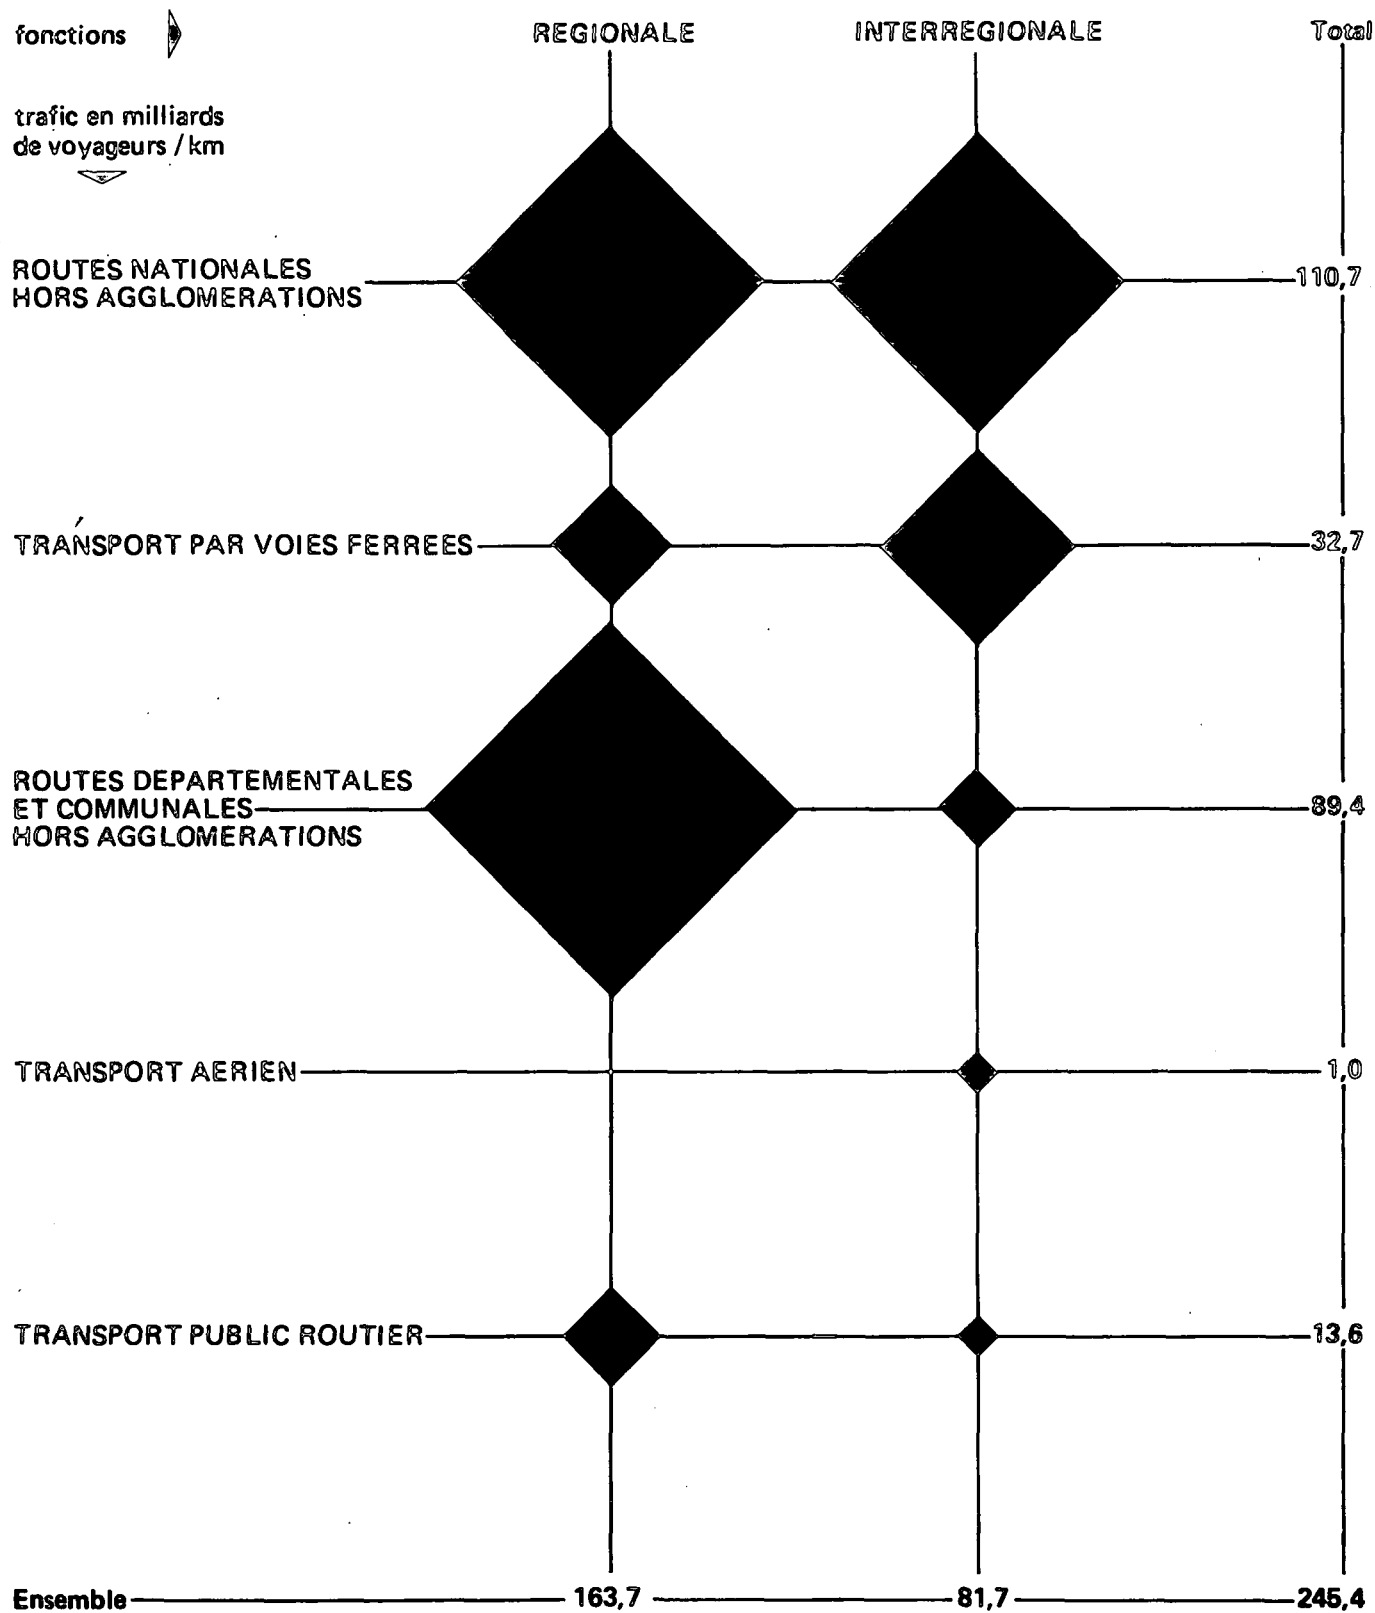 fonctions REGIONALE INTERREGIONALE Total
trafic en milliards
de voyageurs / km
ROUTES NATIONALES
HORS AGGLOMERATIONS 110,7
TRANSPORT PAR VOIES FERREES 32,7
ROUTES DEPARTEMENTALES
ET COMMUNALES 89,4
HORS AGGLOMERATIONS
TRANSPORT AERIEN 1,0
TRANSPORT PUBLIC ROUTIER 13,6
Ensemble 163,7 81,7 245,4